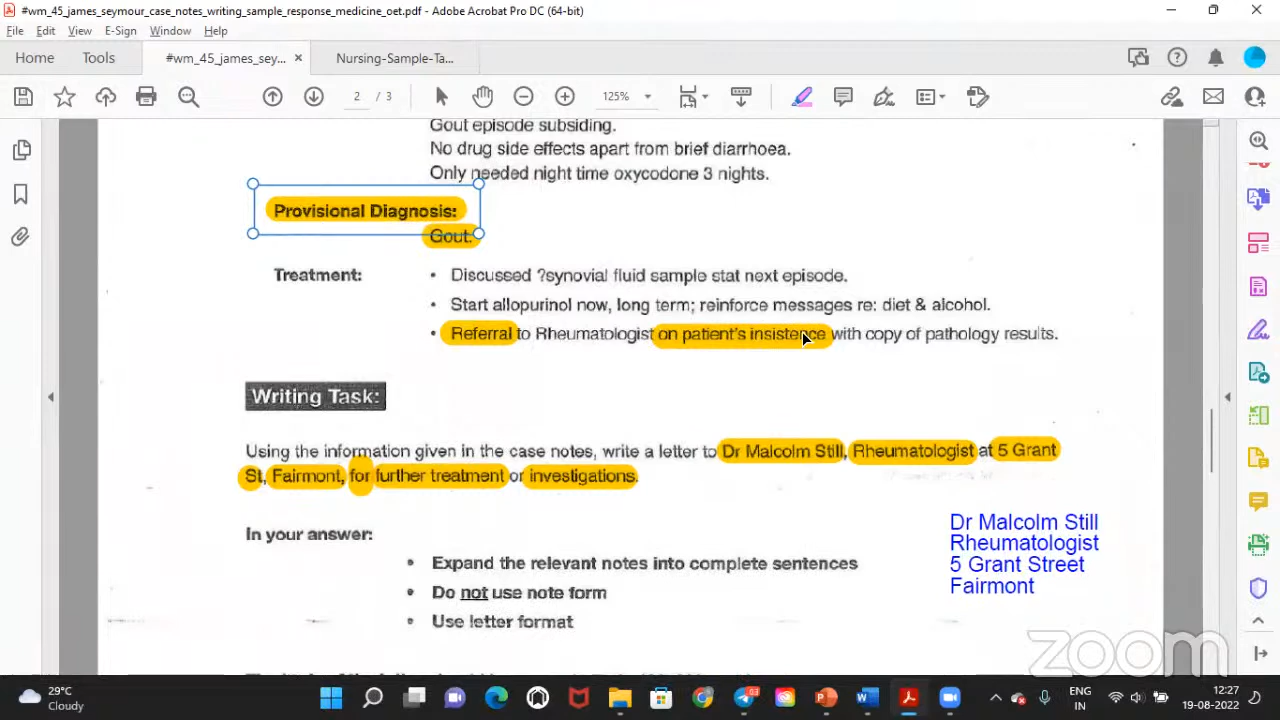 #wm_45_james_seymour_case_notes_writing_sample_response_medicine_oet.pdf - Adobe Acrobat Pro DC (64-bit)
File Edit View E-Sign Window Help
Home Tools #wm_45_james_sey... × Nursing-Sample-Ta...
2 / 3 125%
Gout episode subsiding.
No drug side effects apart from brief diarrhoea.
Only needed night time oxycodone 3 nights.
Provisional Diagnosis:
Gout.
Treatment: • Discussed ?synovial fluid sample stat next episode.
• Start allopurinol now, long term; reinforce messages re: diet & alcohol.
• Referral to Rheumatologist on patient's insistence with copy of pathology results.
Writing Task:
Using the information given in the case notes, write a letter to Dr Malcolm Still, Rheumatologist at 5 Grant
St, Fairmont, for further treatment or investigations.
In your answer:
• Expand the relevant notes into complete sentences
• Do not use note form
• Use letter format
Dr Malcolm Still
Rheumatologist
5 Grant Street
Fairmont
zoom
29°C
Cloudy
03
ENG
IN
12:27
19-08-2022